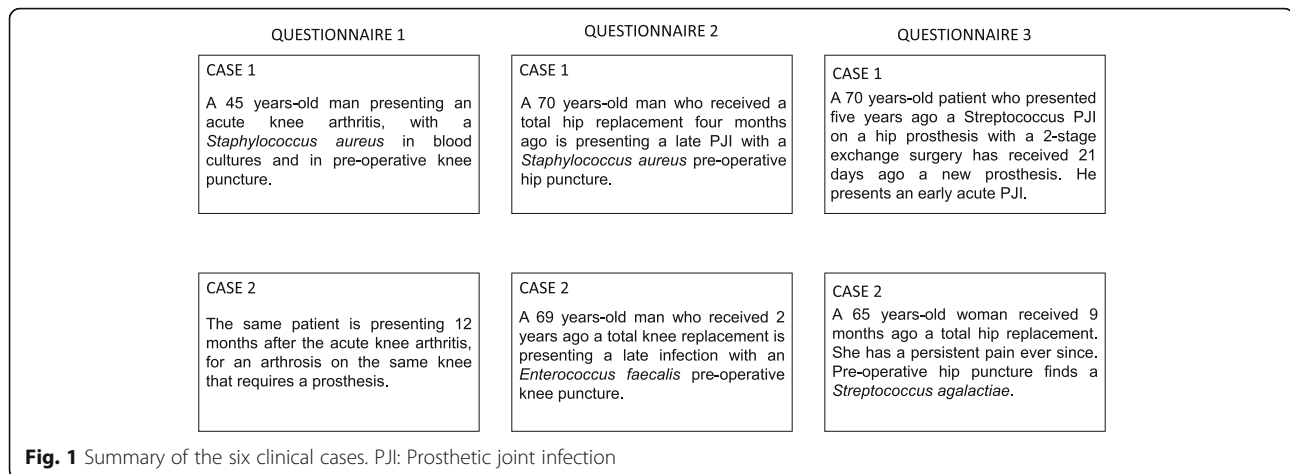 QUESTIONNAIRE 1
CASE 1
A 45 years-old man presenting an
acute knee arthritis, with a
Staphylococcus aureus in blood
cultures and in pre-operative knee
puncture.
CASE 2
The same patient is presenting 12
months after the acute knee arthritis,
for an arthrosis on the same knee
that requires a prosthesis.
QUESTIONNAIRE 2
CASE 1
A 70 years-old man who received a
total hip replacement four months
ago is presenting a late PJI with a
Staphylococcus aureus pre-operative
hip puncture.
CASE 2
A 69 years-old man who received 2
years ago a total knee replacement is
presenting a late infection with an
Enterococcus faecalis pre-operative
knee puncture.
QUESTIONNAIRE 3
CASE 1
A 70 years-old patient who presented
five years ago a Streptococcus PJI
on a hip prosthesis with a 2-stage
exchange surgery has received 21
days ago a new prosthesis. He
presents an early acute PJI.
CASE 2
A 65 years-old woman received 9
months ago a total hip replacement.
She has a persistent pain ever since.
Pre-operative hip puncture finds a
Streptococcus agalactiae.
Fig. 1 Summary of the six clinical cases. PJI: Prosthetic joint infection